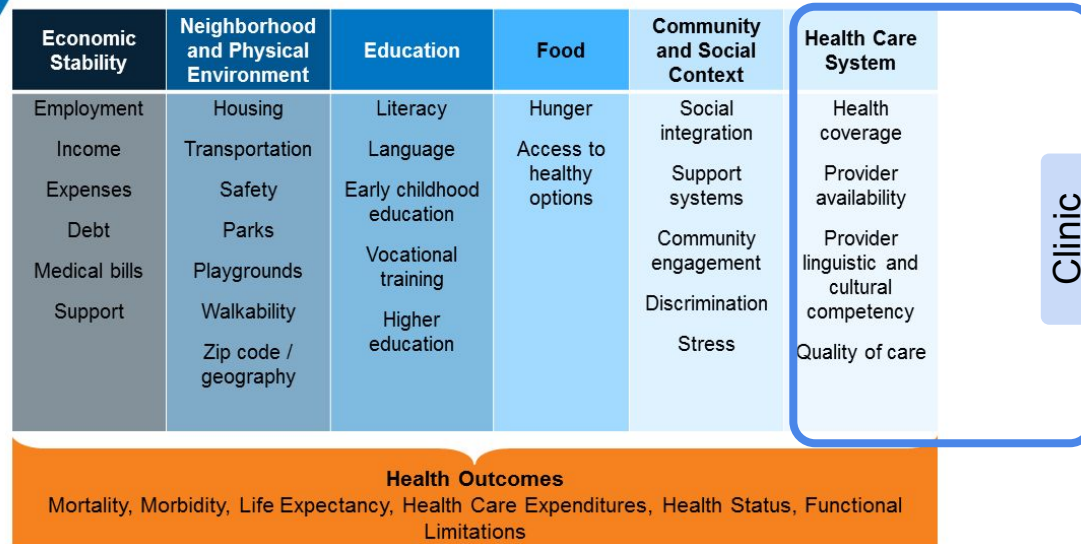 Economic
Stability
Neighborhood
and Physical
Environment
Education
Food
Community
and Social
Context
Health Care
System
Employment
Income
Expenses
Debt
Medical bills
Support
Housing
Transportation
Safety
Parks
Playgrounds
Walkability
Zip code /
geography
Literacy
Language
Early childhood
education
Vocational
training
Higher
education
Hunger
Access to
healthy
options
Social
integration
Support
systems
Community
engagement
Discrimination
Stress
Health
coverage
Provider
availability
Provider
linguistic and
cultural
competency
Quality of care
Clinic
Health Outcomes
Mortality, Morbidity, Life Expectancy, Health Care Expenditures, Health Status, Functional
Limitations